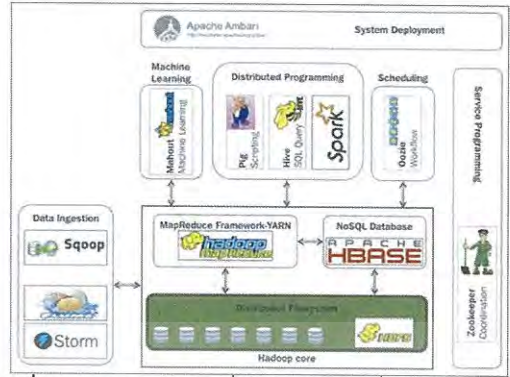 Apache Ambari
System Deployment
Machine Learning
Mahout
Machine Learning
Distributed Programming
Pig
Scripting
Hive
SQL Query
Spark
Scheduling
Oozie
Workflow
Service Programming
Zookeeper
Coordination
Data Ingestion
Sqoop
Storm
MapReduce Framework-YARN
hadoop
MapReduce
NoSQL Database
APACHE
HBASE
Distributed Filesystem
Hadoop core